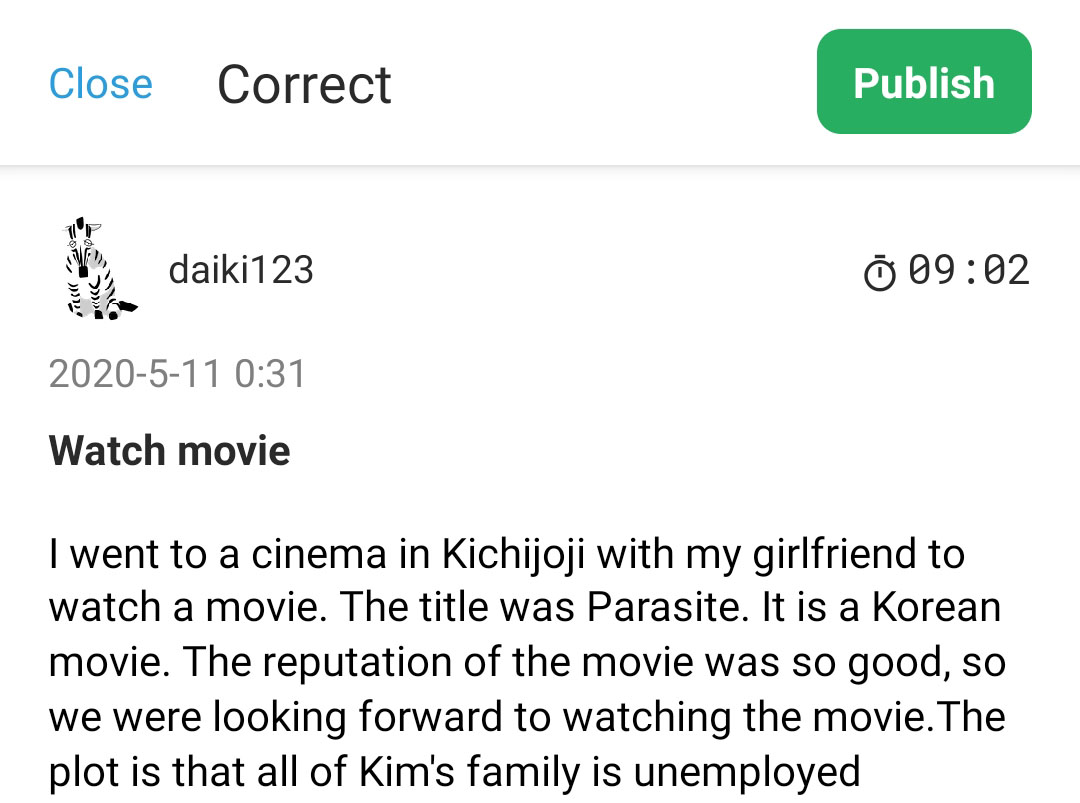 Close Correct Publish
daiki123 09:02
2020-5-11 0:31
Watch movie
I went to a cinema in Kichijoji with my girlfriend to
watch a movie. The title was Parasite. It is a Korean
movie. The reputation of the movie was so good, so
we were looking forward to watching the movie.The
plot is that all of Kim's family is unemployed